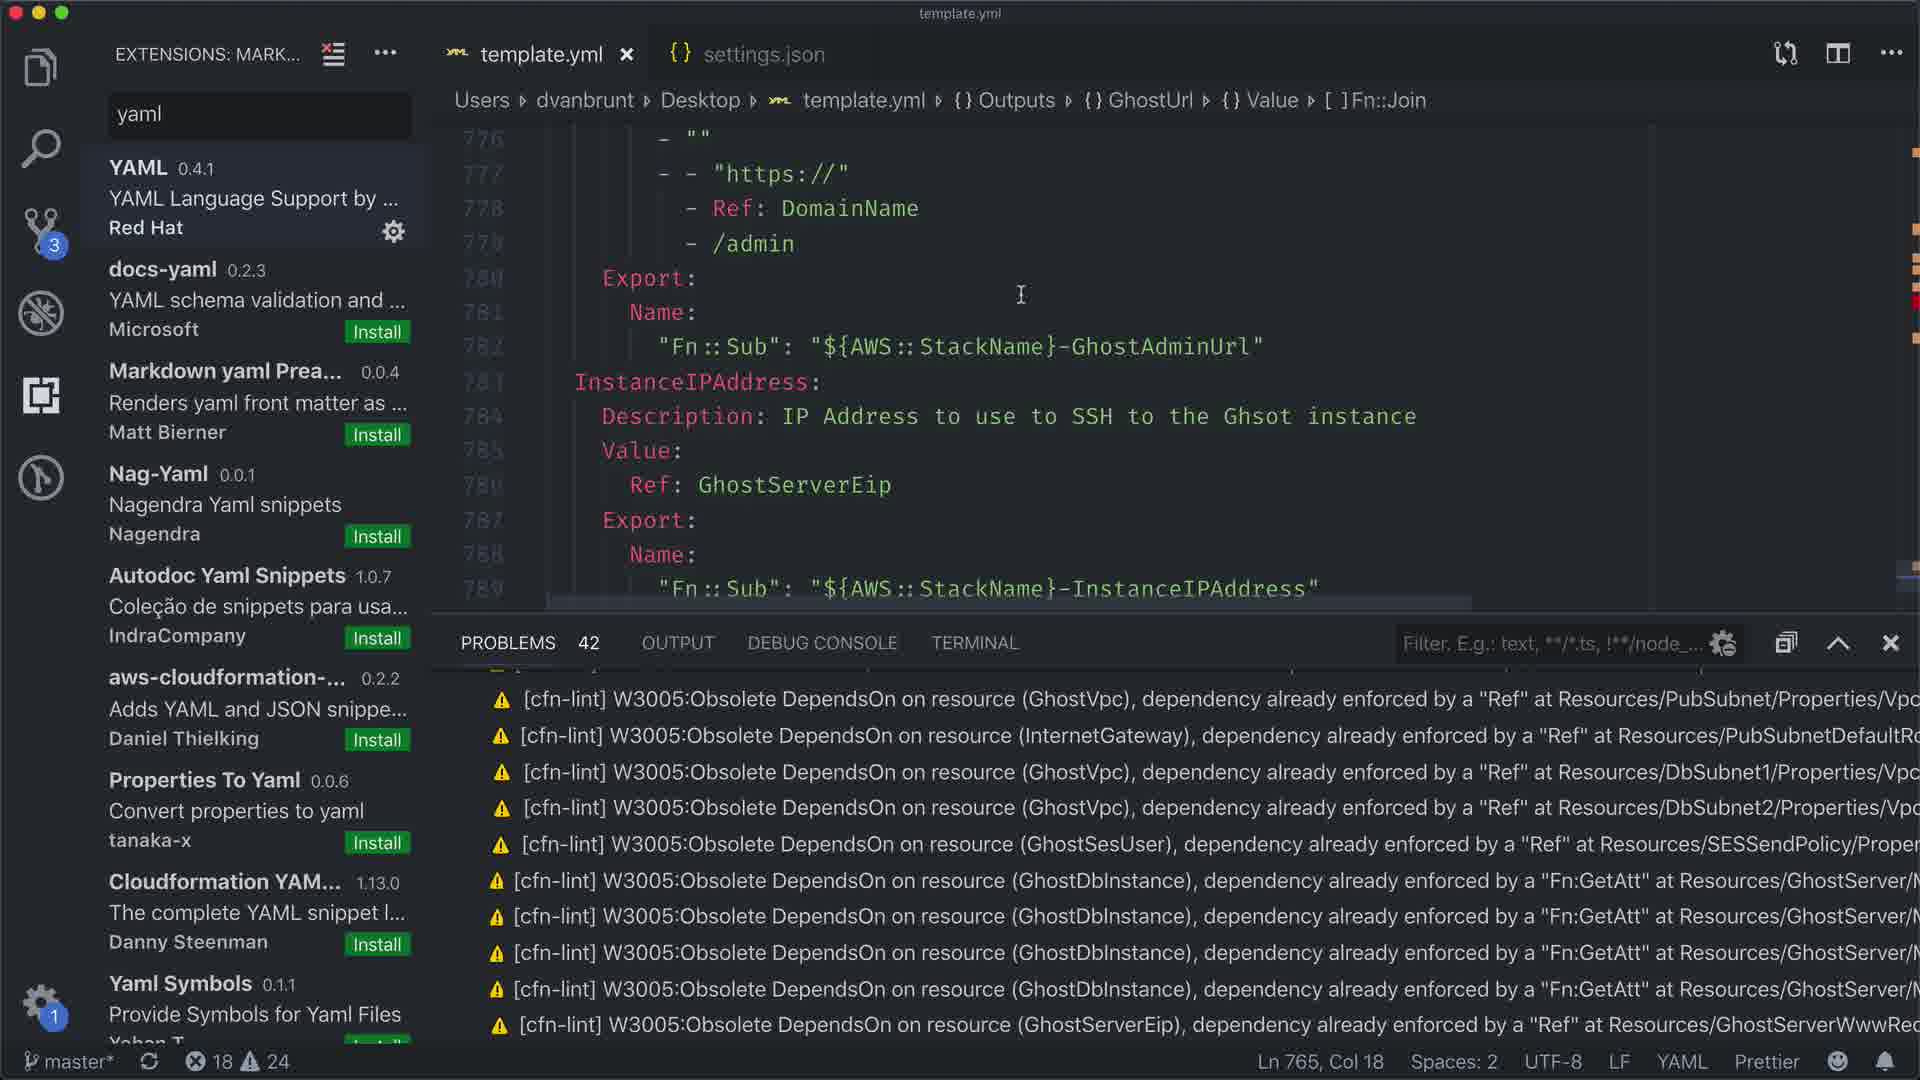 template.yml
EXTENSIONS: MARK...
template.yml
settings.json
yaml
Users
dvanbrunt
Desktop
template.yml
{} Outputs
{} GhostUrl
{} Value
[ ] Fn::Join
YAML 0.4.1
YAML Language Support by ...
Red Hat
docs-yaml 0.2.3
YAML schema validation and ...
Microsoft
Install
Markdown yaml Prea... 0.0.4
Renders yaml front matter as ...
Matt Bierner
Install
Nag-Yaml 0.0.1
Nagendra Yaml snippets
Nagendra
Install
Autodoc Yaml Snippets 1.0.7
Coleção de snippets para usa...
IndraCompany
Install
aws-cloudformation-... 0.2.2
Adds YAML and JSON snippe...
Daniel Thielking
Install
Properties To Yaml 0.0.6
Convert properties to yaml
tanaka-x
Install
Cloudformation YAM... 1.13.0
The complete YAML snippet l...
Danny Steenman
Install
Yaml Symbols 0.1.1
Provide Symbols for Yaml Files
3
1
776 - ""
777 - - "https://"
778 - Ref: DomainName
779 - /admin
780 Export:
781 Name:
782 "Fn::Sub": "${AWS::StackName}-GhostAdminUrl"
783 InstanceIPAddress:
784 Description: IP Address to use to SSH to the Ghsot instance
785 Value:
786 Ref: GhostServerEip
787 Export:
788 Name:
789 "Fn::Sub": "${AWS::StackName}-InstanceIPAddress"
PROBLEMS 42 OUTPUT DEBUG CONSOLE TERMINAL
Filter. E.g.: text, **/*.ts, !**/node_...
[cfn-lint] W3005:Obsolete DependsOn on resource (GhostVpc), dependency already enforced by a "Ref" at Resources/PubSubnet/Properties/Vpc
[cfn-lint] W3005:Obsolete DependsOn on resource (InternetGateway), dependency already enforced by a "Ref" at Resources/PubSubnetDefaultRo
[cfn-lint] W3005:Obsolete DependsOn on resource (GhostVpc), dependency already enforced by a "Ref" at Resources/DbSubnet1/Properties/Vpc
[cfn-lint] W3005:Obsolete DependsOn on resource (GhostVpc), dependency already enforced by a "Ref" at Resources/DbSubnet2/Properties/Vpc
[cfn-lint] W3005:Obsolete DependsOn on resource (GhostSesUser), dependency already enforced by a "Ref" at Resources/SESSendPolicy/Proper
[cfn-lint] W3005:Obsolete DependsOn on resource (GhostDbInstance), dependency already enforced by a "Fn:GetAtt" at Resources/GhostServer/M
[cfn-lint] W3005:Obsolete DependsOn on resource (GhostDbInstance), dependency already enforced by a "Fn:GetAtt" at Resources/GhostServer/M
[cfn-lint] W3005:Obsolete DependsOn on resource (GhostDbInstance), dependency already enforced by a "Fn:GetAtt" at Resources/GhostServer/M
[cfn-lint] W3005:Obsolete DependsOn on resource (GhostDbInstance), dependency already enforced by a "Fn:GetAtt" at Resources/GhostServer/M
[cfn-lint] W3005:Obsolete DependsOn on resource (GhostServerEip), dependency already enforced by a "Ref" at Resources/GhostServerWwwRec
master* 18 24
Ln 765, Col 18 Spaces: 2 UTF-8 LF YAML Prettier